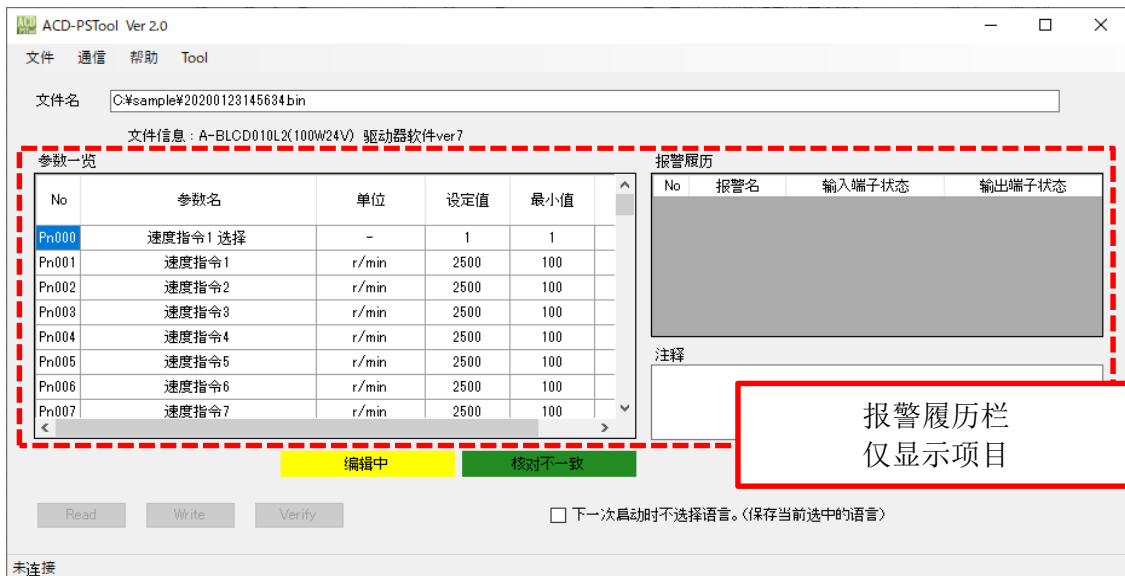 ACD-PSTool Ver 2.0
文件 通信 帮助 Tool
文件名 C:¥sample¥20200123145634.bin
文件信息：A-BLCD010L2(100W24V) 驱动器软件ver7
参数一览
No 参数名 单位 设定值 最小值
Pn000 速度指令1 选择 - 1 1
Pn001 速度指令1 r/min 2500 100
Pn002 速度指令2 r/min 2500 100
Pn003 速度指令3 r/min 2500 100
Pn004 速度指令4 r/min 2500 100
Pn005 速度指令5 r/min 2500 100
Pn006 速度指令6 r/min 2500 100
Pn007 速度指令7 r/min 2500 100
报警履历
No 报警名 输入端子状态 输出端子状态
注释
报警履历栏
仅显示项目
编辑中 核对不一致
Read Write Verify
下一次启动时不选择语言。(保存当前选中的语言)
未连接